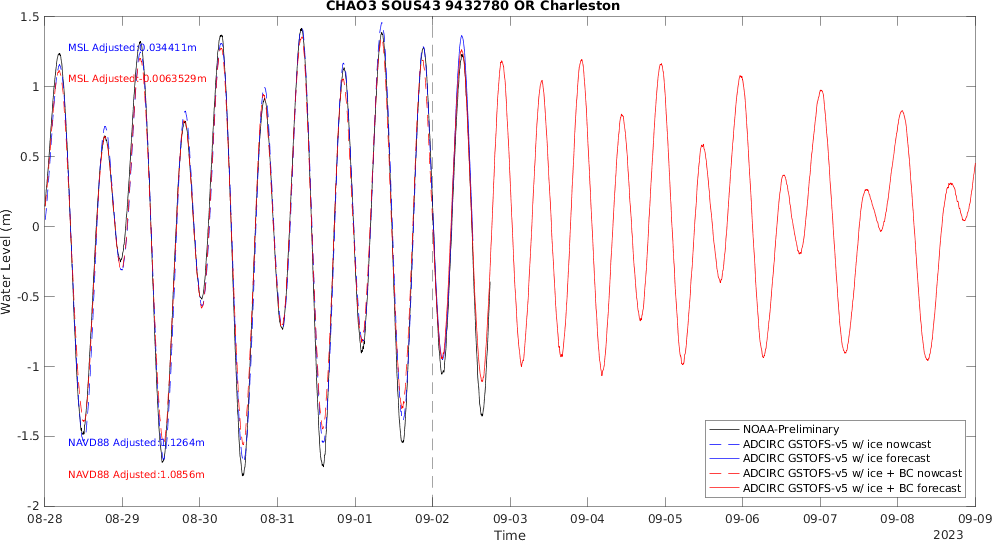 CHAO3 SOUS43 9432780 OR Charleston
MSL Adjusted:0.034411m
MSL Adjusted:-0.0063529m
NAVD88 Adjusted:1.1264m
NAVD88 Adjusted:1.0856m
Water Level (m)
1.5
1
0.5
0
-0.5
-1
-1.5
-2
NOAA-Preliminary
ADCIRC GSTOFS-v5 w/ ice nowcast
ADCIRC GSTOFS-v5 w/ ice forecast
ADCIRC GSTOFS-v5 w/ ice + BC nowcast
ADCIRC GSTOFS-v5 w/ ice + BC forecast
08-28 08-29 08-30 08-31 09-01 09-02 09-03 09-04 09-05 09-06 09-07 09-08 09-09
Time
2023